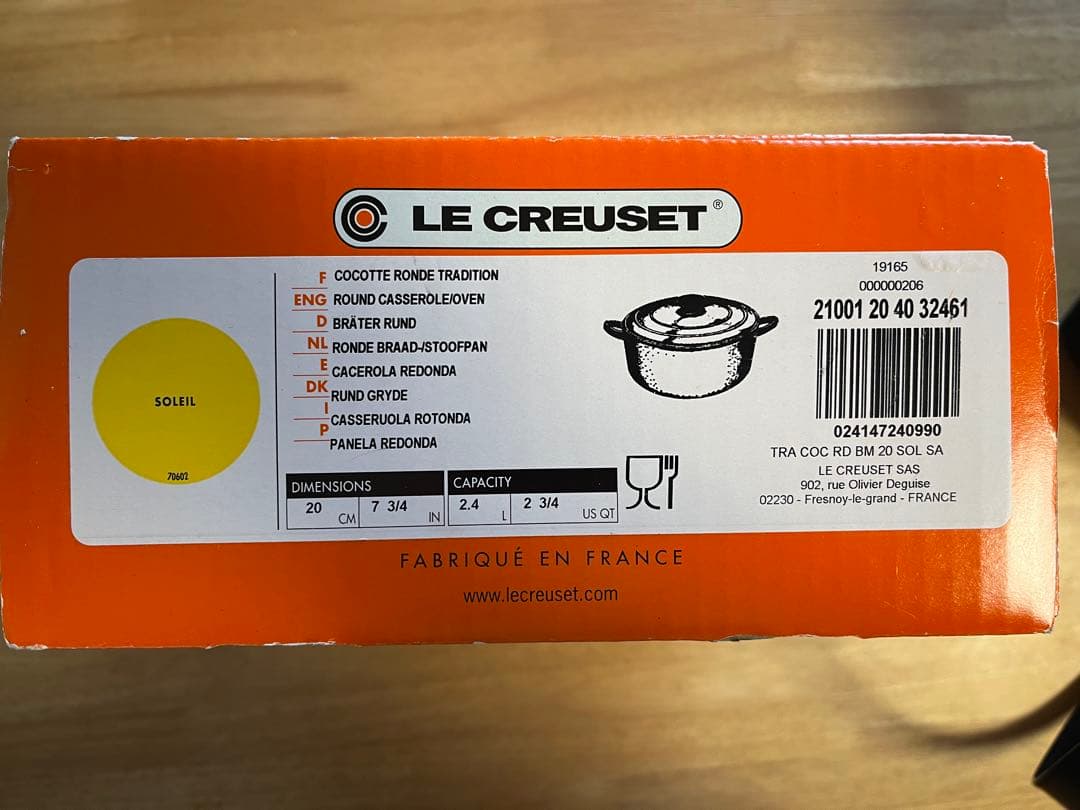 LE CREUSET®
SOLEIL
70602
F COCOTTE RONDE TRADITION
ENG ROUND CASSEROLE/OVEN
D BRÄTER RUND
NL RONDE BRAAD-/STOOFPAN
E CACEROLA REDONDA
DK RUND GRYDE
I CASSERUOLA ROTONDA
P PANELA REDONDA
DIMENSIONS
20 CM 7 3/4 IN
CAPACITY
2.4 L 2 3/4 US QT
19165
000000206
21001 20 40 32461
024147240990
TRA COC RD BM 20 SOL SA
LE CREUSET SAS
902, rue Olivier Deguise
02230 - Fresnoy-le-grand - FRANCE
FABRIQUÉ EN FRANCE
www.lecreuset.com